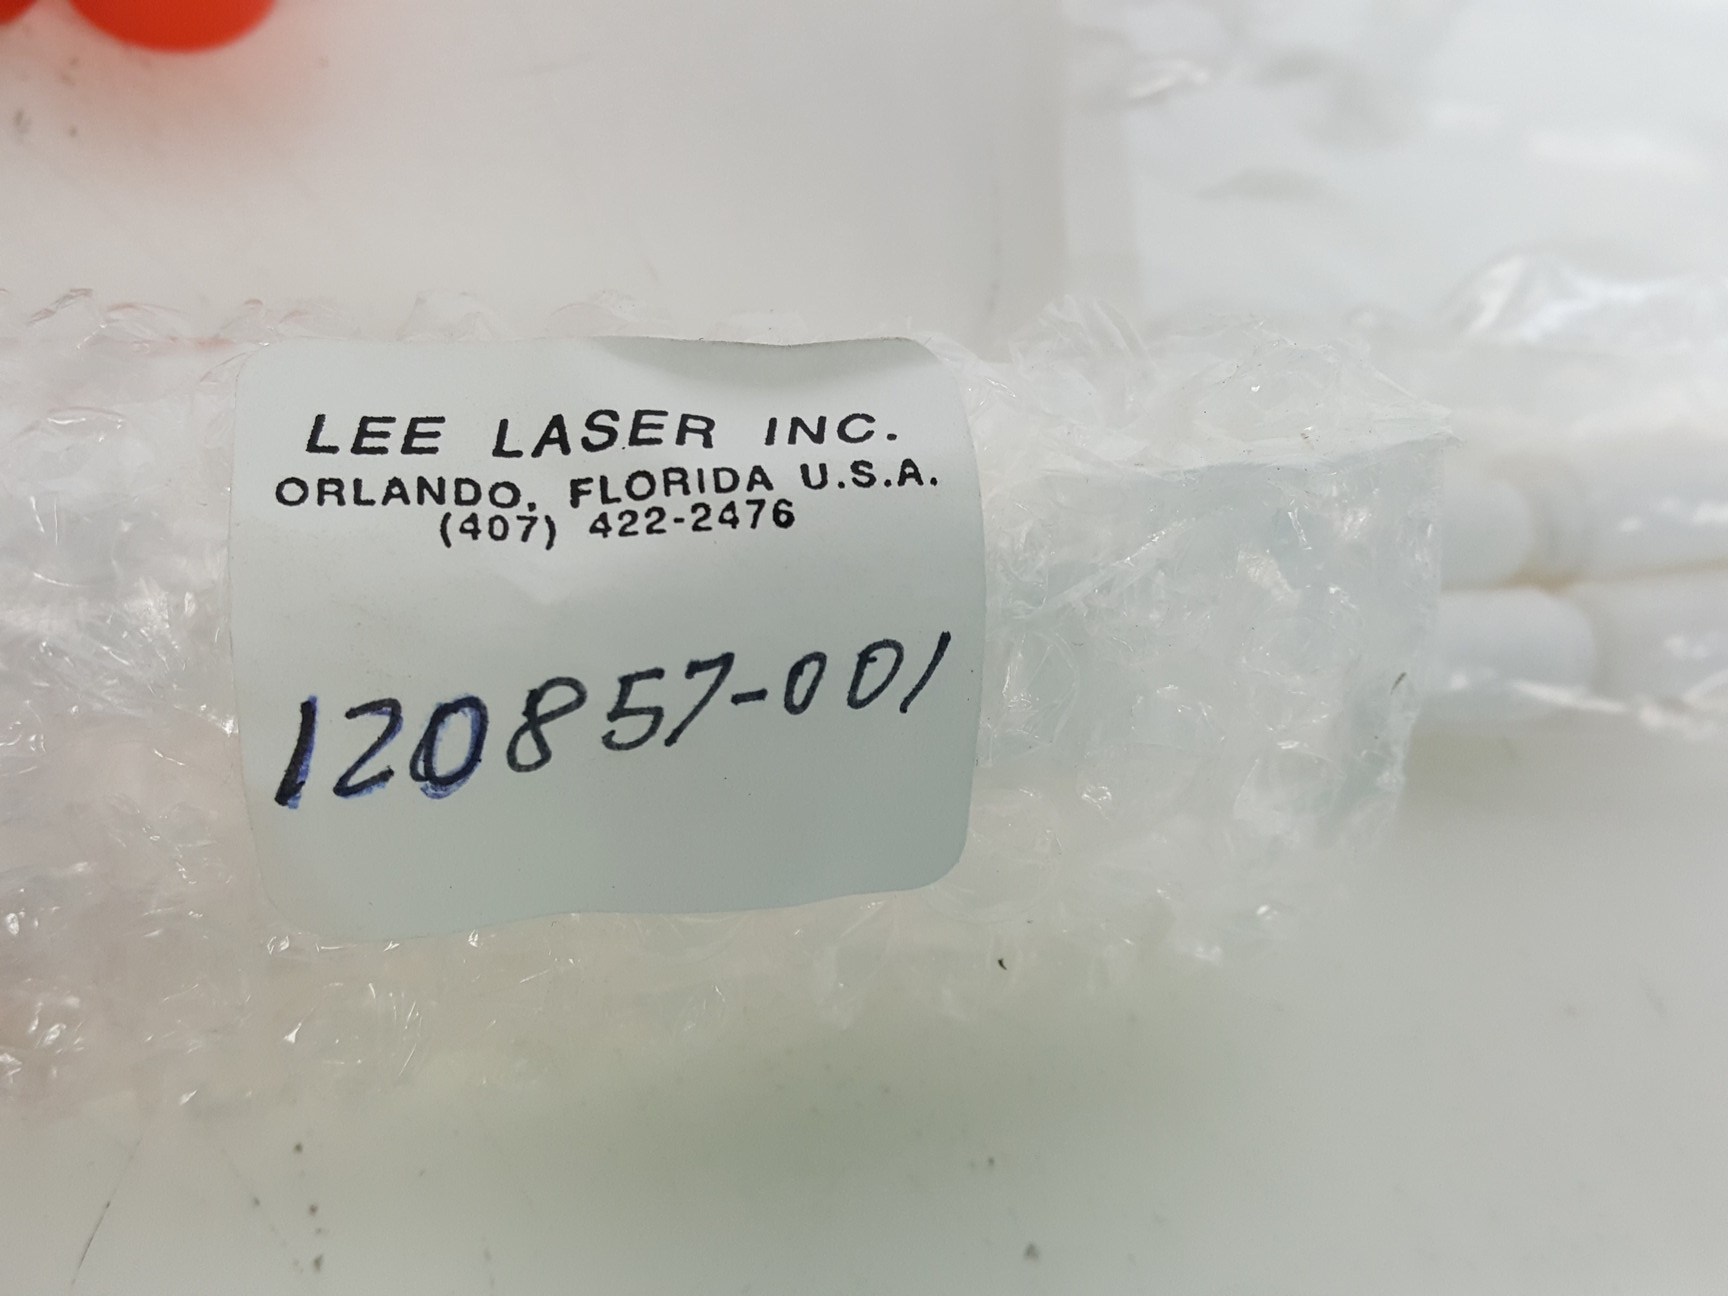 LEE LASER INC.
ORLANDO, FLORIDA U.S.A.
(407) 422-2476
120857-001